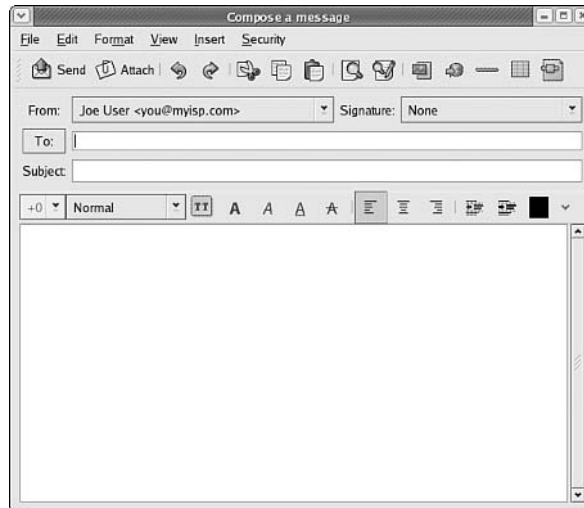 Compose a message
File Edit Format View Insert Security
Send Attach
From: Joe User <you@myisp.com> Signature: None
To:
Subject:
+0 Normal TT A A A A